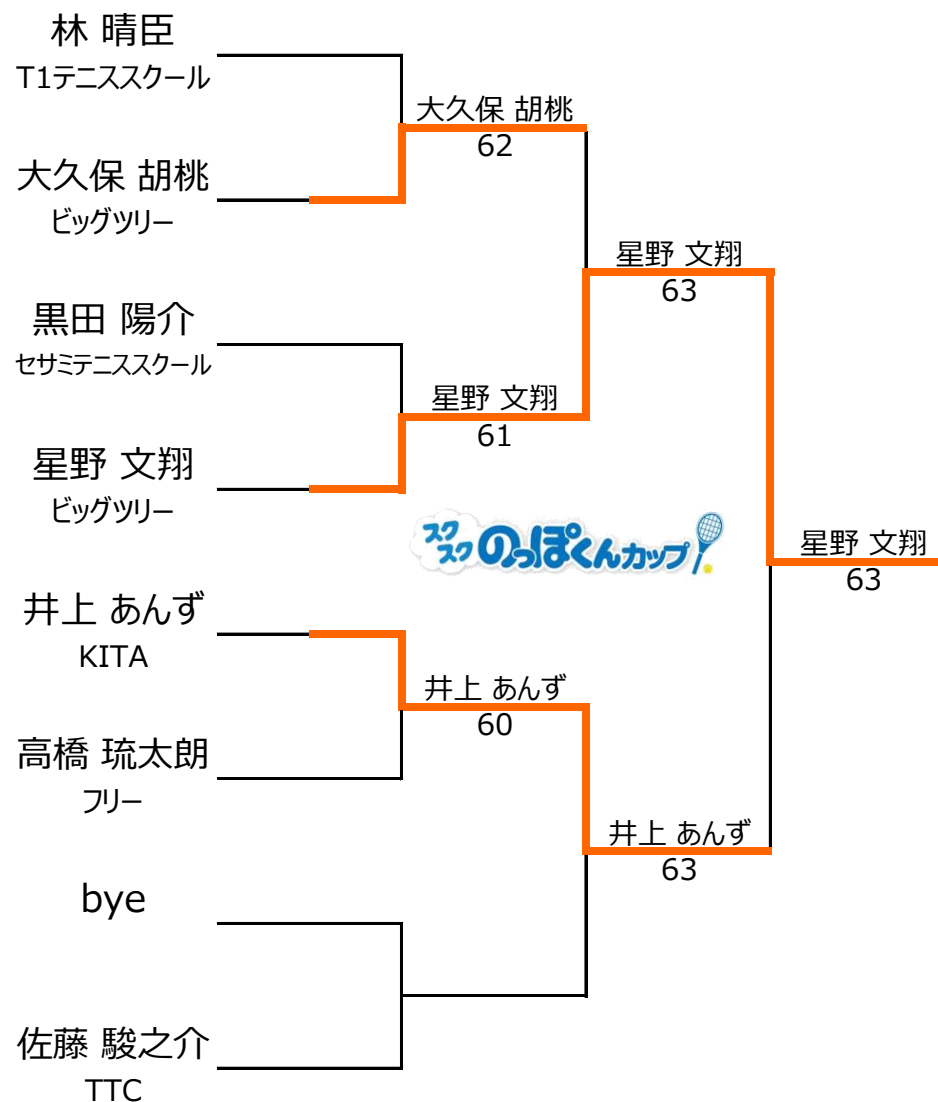 林 晴臣
T1テニススクール
大久保 胡桃
62
大久保 胡桃
ビッグツリー
星野 文翔
63
黒田 陽介
セサミテニススクール
星野 文翔
61
星野 文翔
ビッグツリー
スクスク のっぽくんカップ
星野 文翔
63
井上 あんず
KITA
井上 あんず
60
高橋 琉太朗
フリー
井上 あんず
63
bye
佐藤 駿之介
TTC